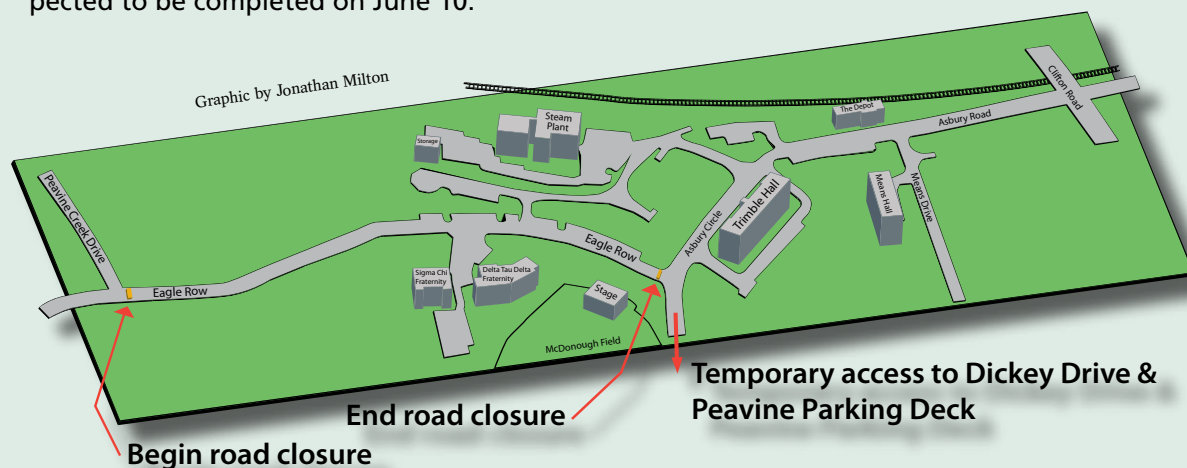 pected to be completed on June 10.
Graphic by Jonathan Milton
Clifton Road
The Depot
Asbury Road
Steam
Plant
Storage
Peavine Creek Drive
Means Hall
Means Drive
Trimble Hall
Asbury Circle
Eagle Row
Sigma Chi
Fraternity
Delta Tau Delta
Fraternity
Eagle Row
Stage
McDonough Field
Temporary access to Dickey Drive &
Peavine Parking Deck
End road closure
Begin road closure